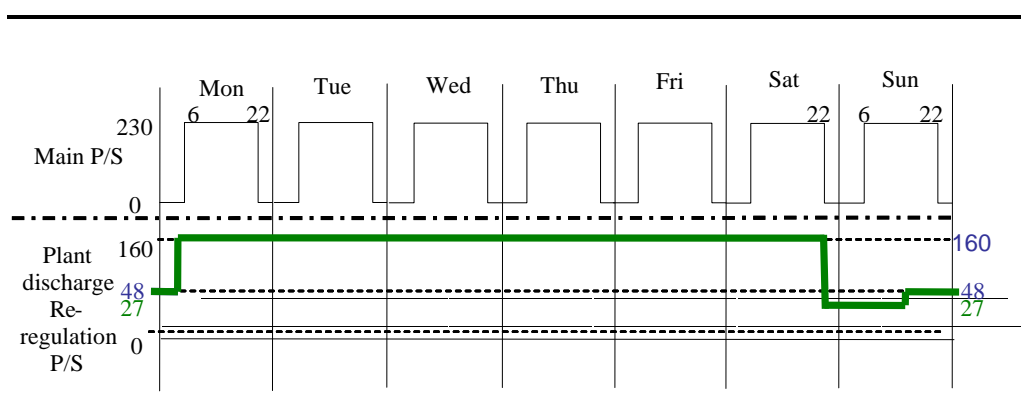 Mon Tue Wed Thu Fri Sat Sun
6 22 22 6 22
230
Main P/S
0
160 160
Plant
discharge
48 48
27 27
Re-
regulation
0
P/S